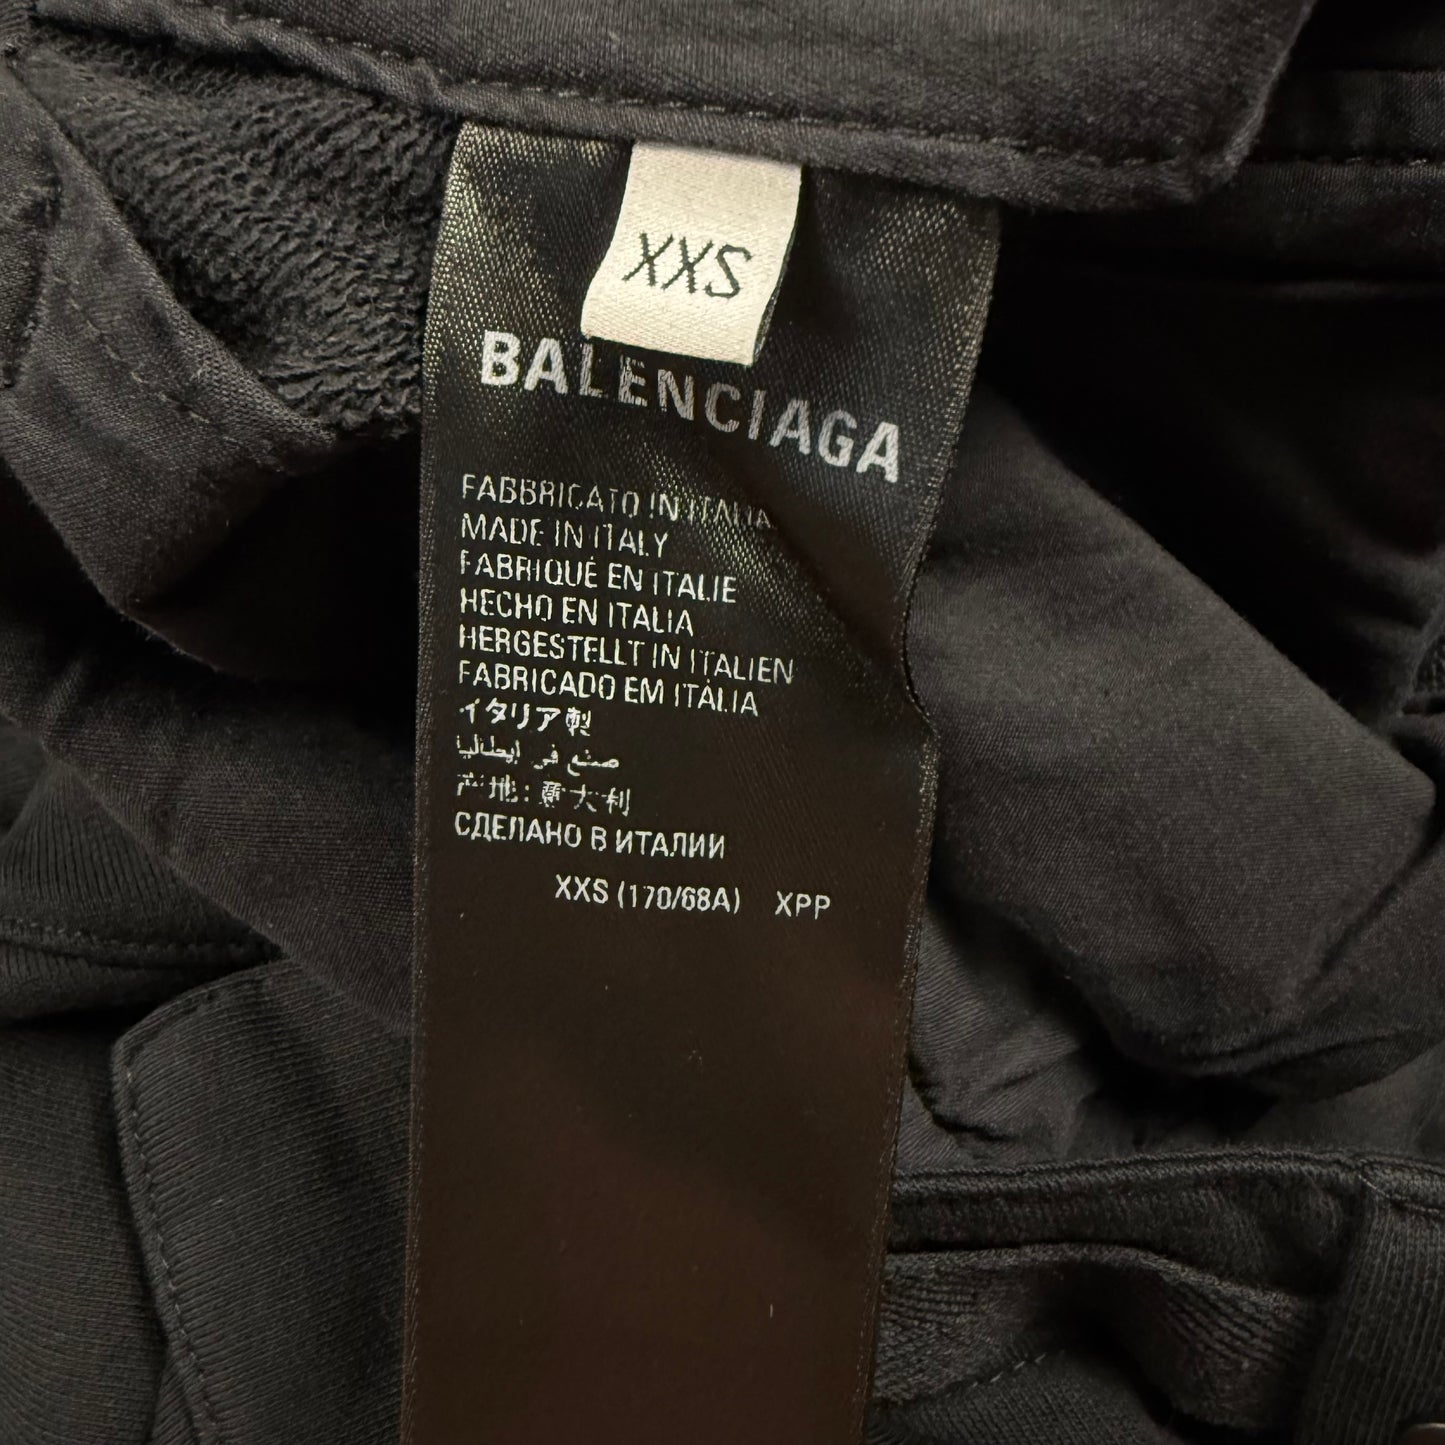 XXS
BALENCIAGA
FABBRICATO IN ITALIA
MADE IN ITALY
FABRIQUÉ EN ITALIE
HECHO EN ITALIA
HERGESTELLT IN ITALIEN
FABRICADO EM ITÁLIA
イタリア製
صنع في إيطاليا
产地:意大利
СДЕЛАНО В ИТАЛИИ
XXS (170/68A) XPP